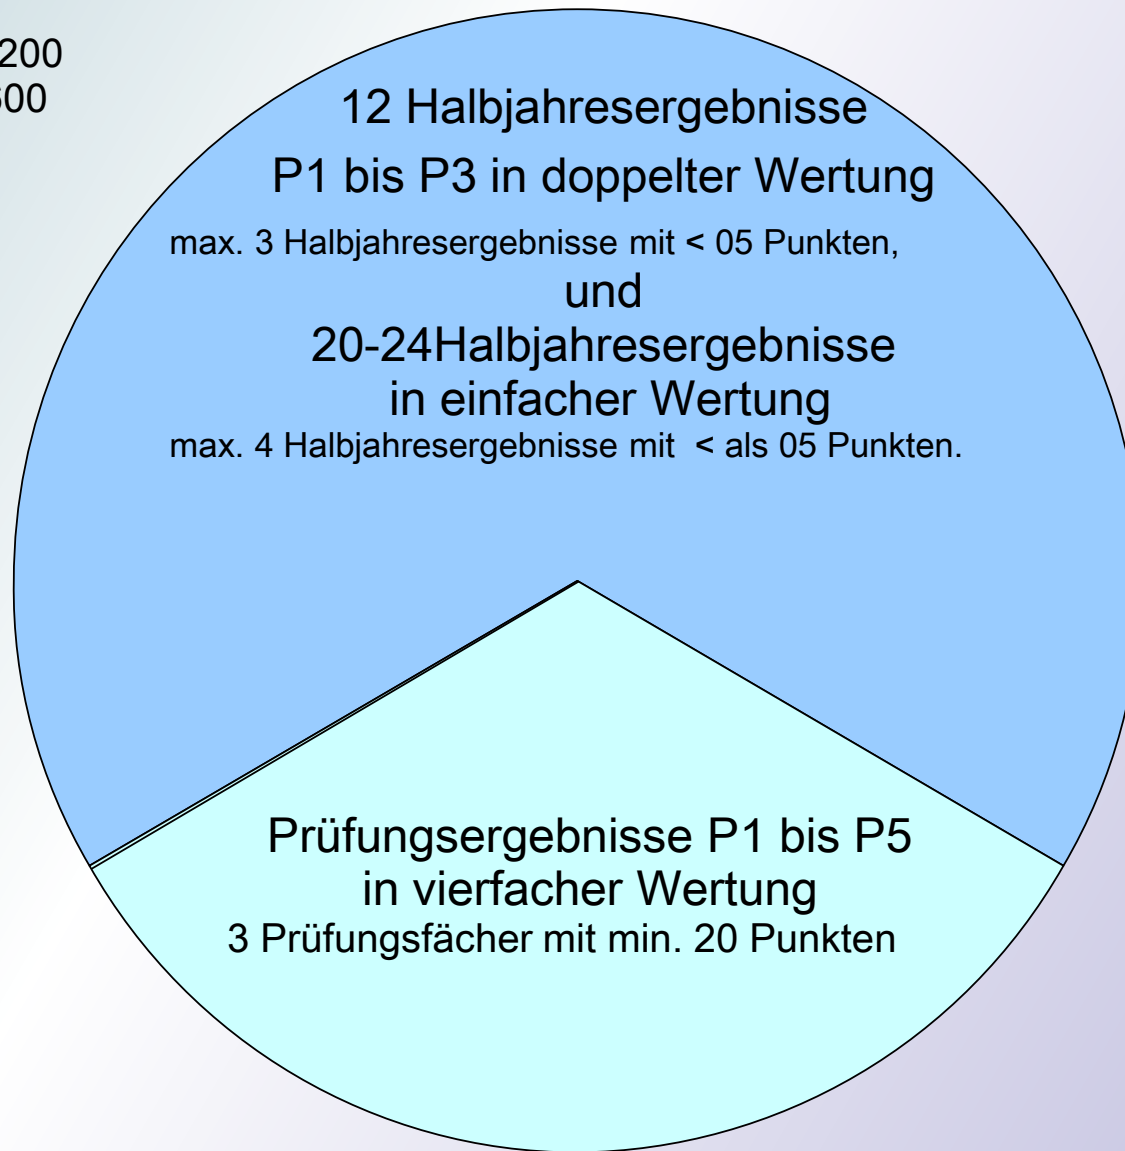 200
600
12 Halbjahresergebnisse
P1 bis P3 in doppelter Wertung
max. 3 Halbjahresergebnisse mit < 05 Punkten,
und
20-24Halbjahresergebnisse
in einfacher Wertung
max. 4 Halbjahresergebnisse mit < als 05 Punkten.
Prüfungsergebnisse P1 bis P5
in vierfacher Wertung
3 Prüfungsfächer mit min. 20 Punkten